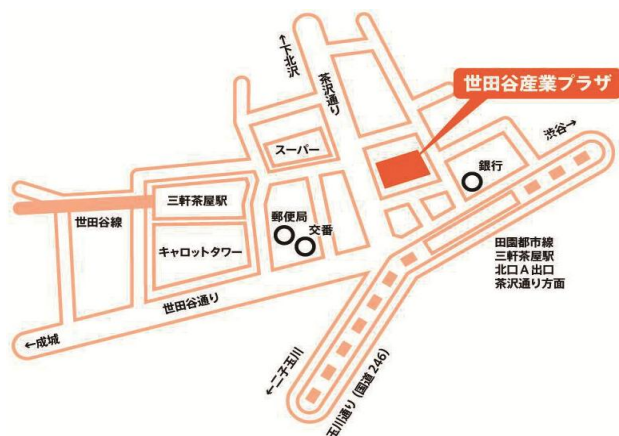 ←下北沢
茶沢通り
世田谷産業プラザ
渋谷→
スーパー
銀行
三軒茶屋駅
世田谷線
郵便局
交番
キャロットタワー
田園都市線
三軒茶屋駅
北口A出口
茶沢通り方面
世田谷通り
←成城
←二子玉川
玉川通り(国道246)